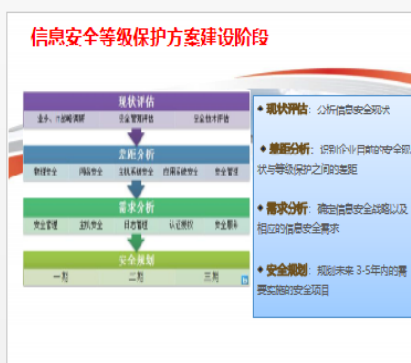 信息安全等级保护方案建设阶段
现状评估
业务、IT战略调研 安全管理评估 安全技术评估
差距分析
物理安全 网络安全 主机系统安全 应用系统安全 安全管理
需求分析
安全管理 主机安全 日志管理 认证授权 安全服务
安全规划
一期 二期 三期
现状评估：分析信息安全现状
差距分析：识别企业目前的安全现
状与等级保护之间的差距
需求分析：确定信息安全战略以及
相应的信息安全需求
安全规划：规划未来 3-5年内的需
要实施的安全项目